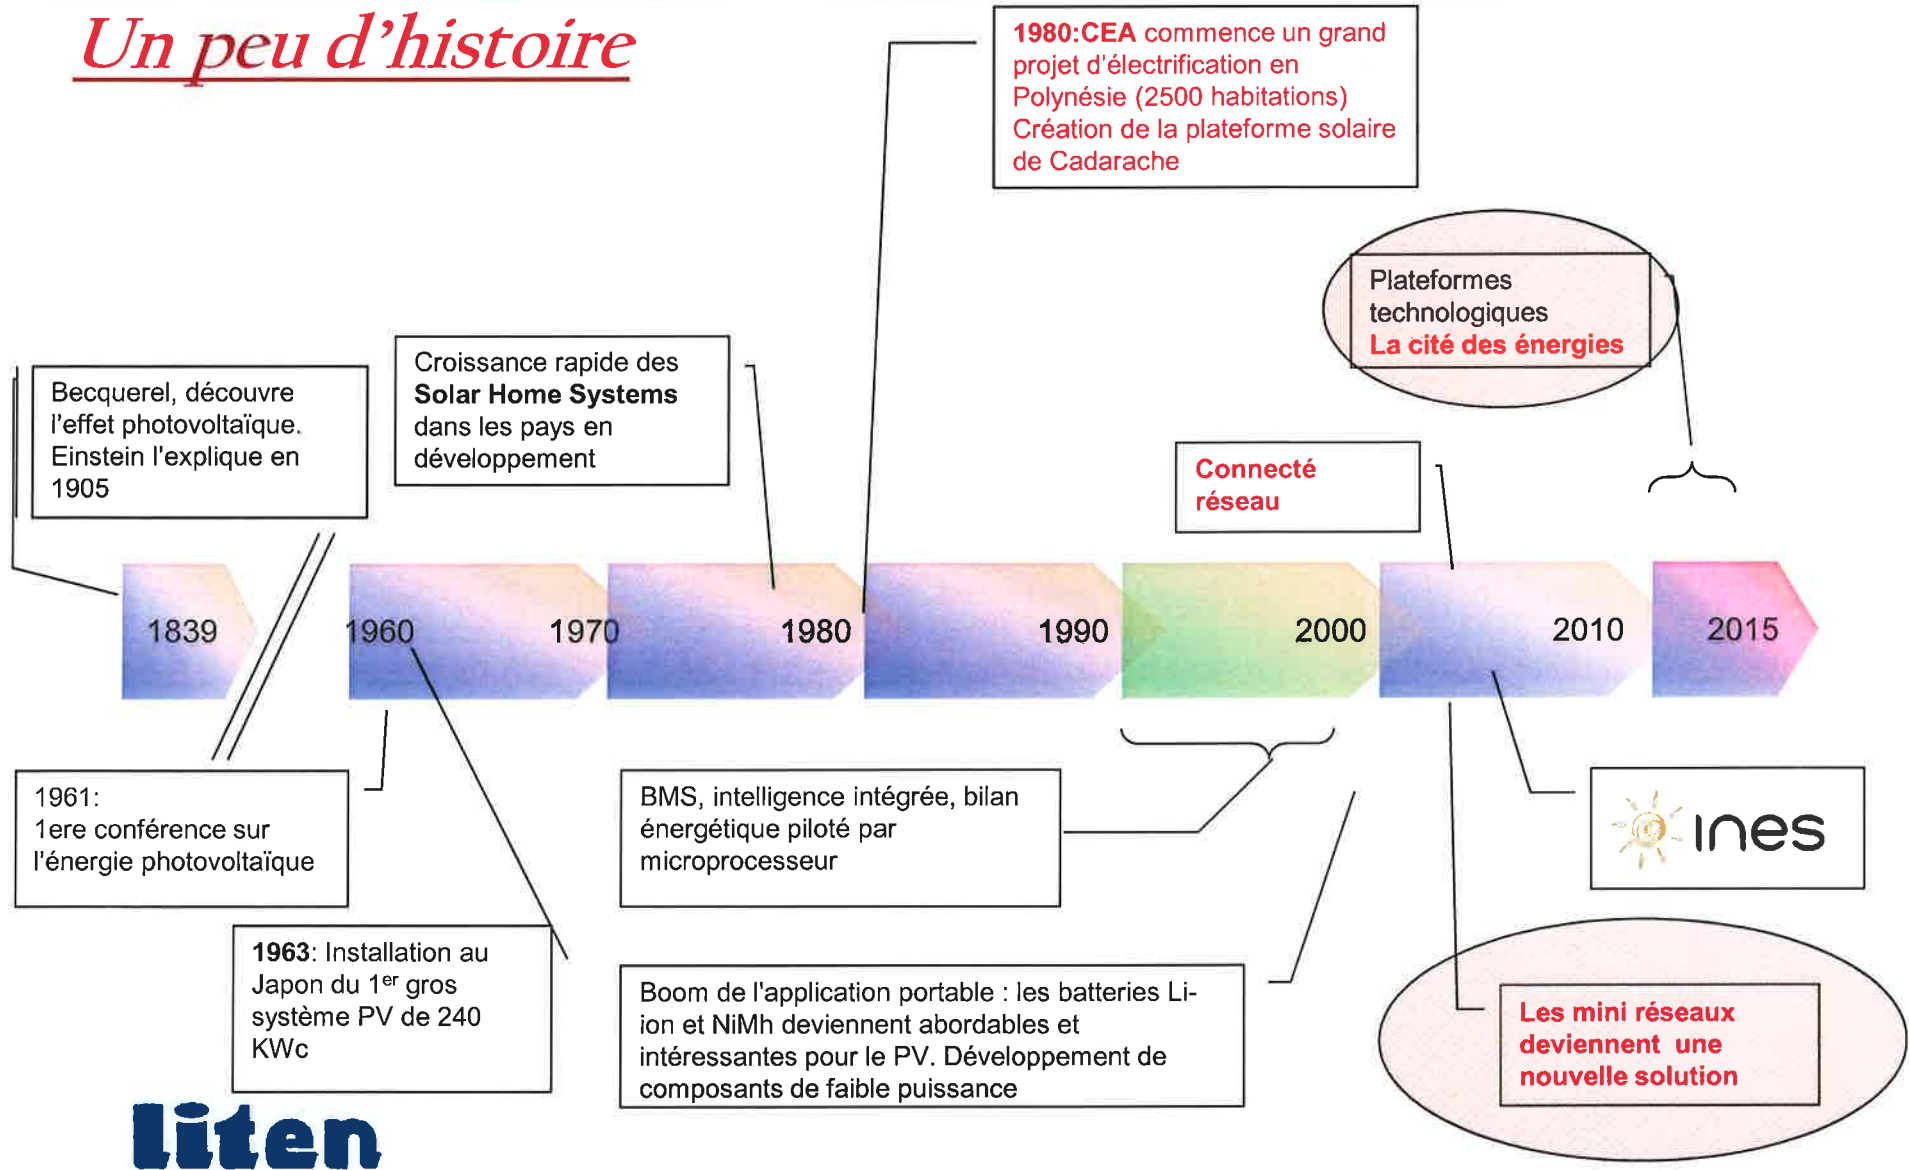 Un peu d'histoire
1980:CEA commence un grand
projet d'électrification en
Polynésie (2500 habitations)
Création de la plateforme solaire
de Cadarache
Plateformes
technologiques
La cité des énergies
Becquerel, découvre
l'effet photovoltaïque.
Einstein l'explique en
1905
Croissance rapide des
Solar Home Systems
dans les pays en
développement
Connecté
réseau
1839
1960
1970
1980
1990
2000
2010
2015
1961:
1ere conférence sur
l'énergie photovoltaïque
BMS, intelligence intégrée, bilan
énergétique piloté par
microprocesseur
ines
1963: Installation au
Japon du 1er gros
système PV de 240
KWc
Boom de l'application portable : les batteries Li-
ion et NiMh deviennent abordables et
intéressantes pour le PV. Développement de
composants de faible puissance
Les mini réseaux
deviennent une
nouvelle solution
liten